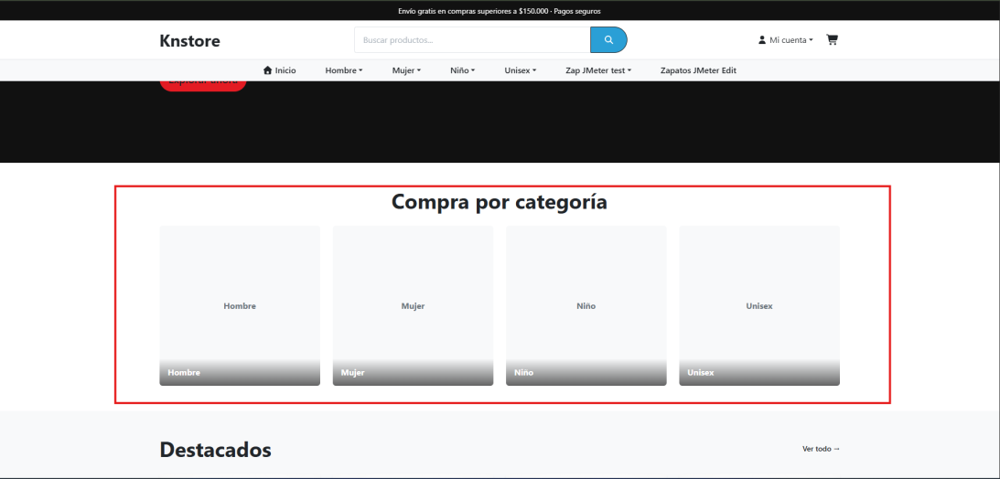 Envío gratis en compras superiores a $150.000 · Pagos seguros
Knstore
Buscar productos...
Mi cuenta
Inicio
Hombre
Mujer
Niño
Unisex
Zap JMeter test
Zapatos JMeter Edit
Explorar ahora
Compra por categoría
Hombre
Mujer
Niño
Unisex
Hombre
Mujer
Niño
Unisex
Destacados
Ver todo →